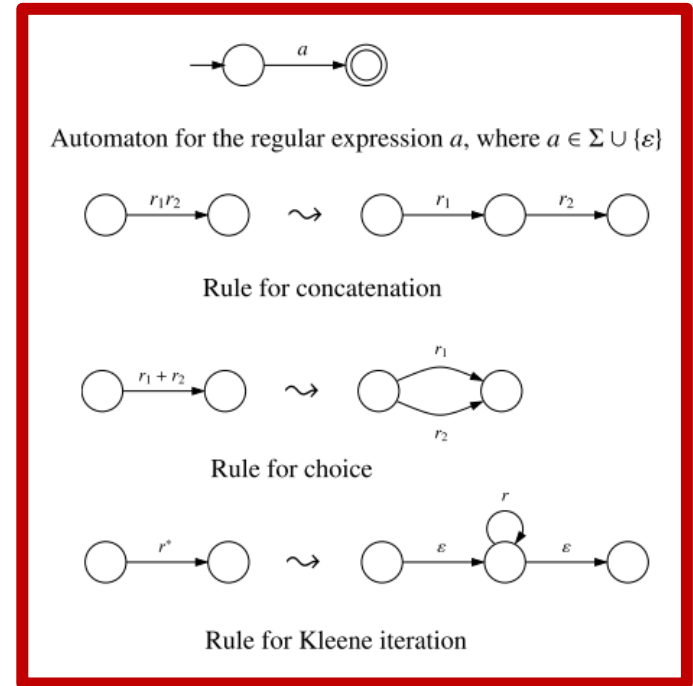 a
Automaton for the regular expression a, where a ∈ Σ ∪ {ε}
r₁r₂ ⤳ r₁ r₂
Rule for concatenation
r₁ + r₂ ⤳ r₁
r₂
Rule for choice
r
r* ⤳ ε ε
Rule for Kleene iteration